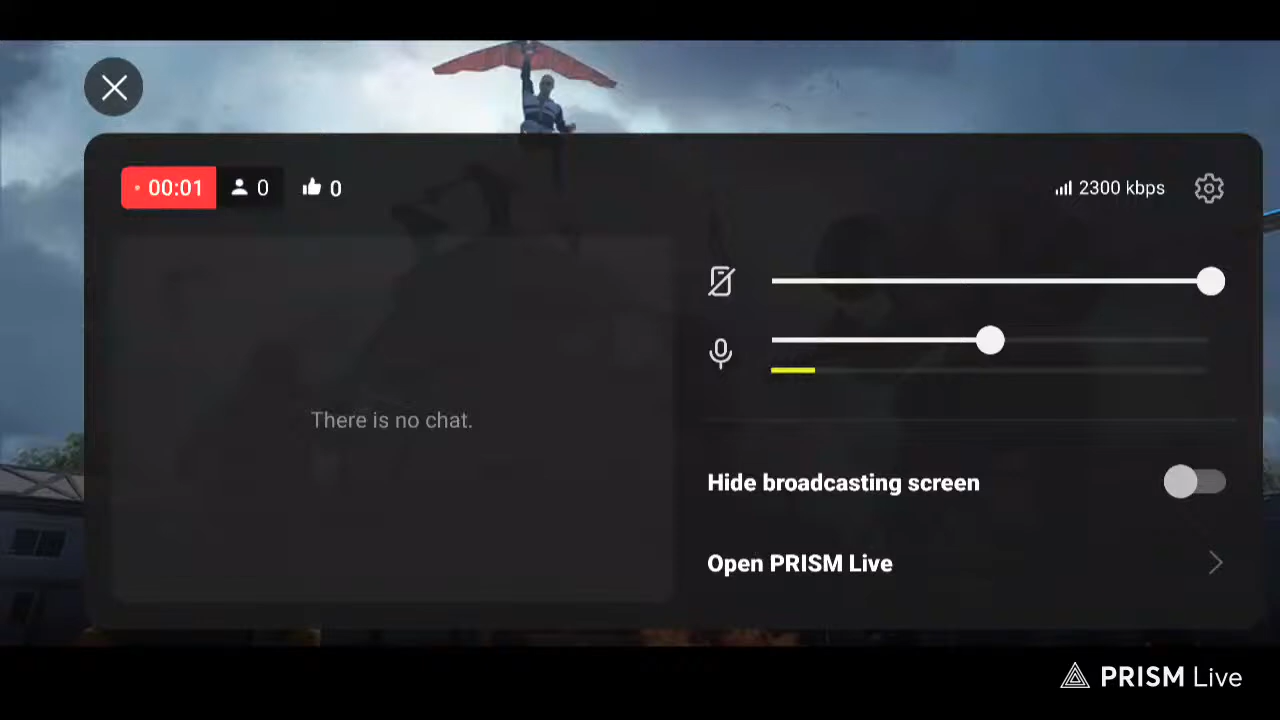 00:01 0 0 2300 kbps
There is no chat.
Hide broadcasting screen
Open PRISM Live
PRISM Live